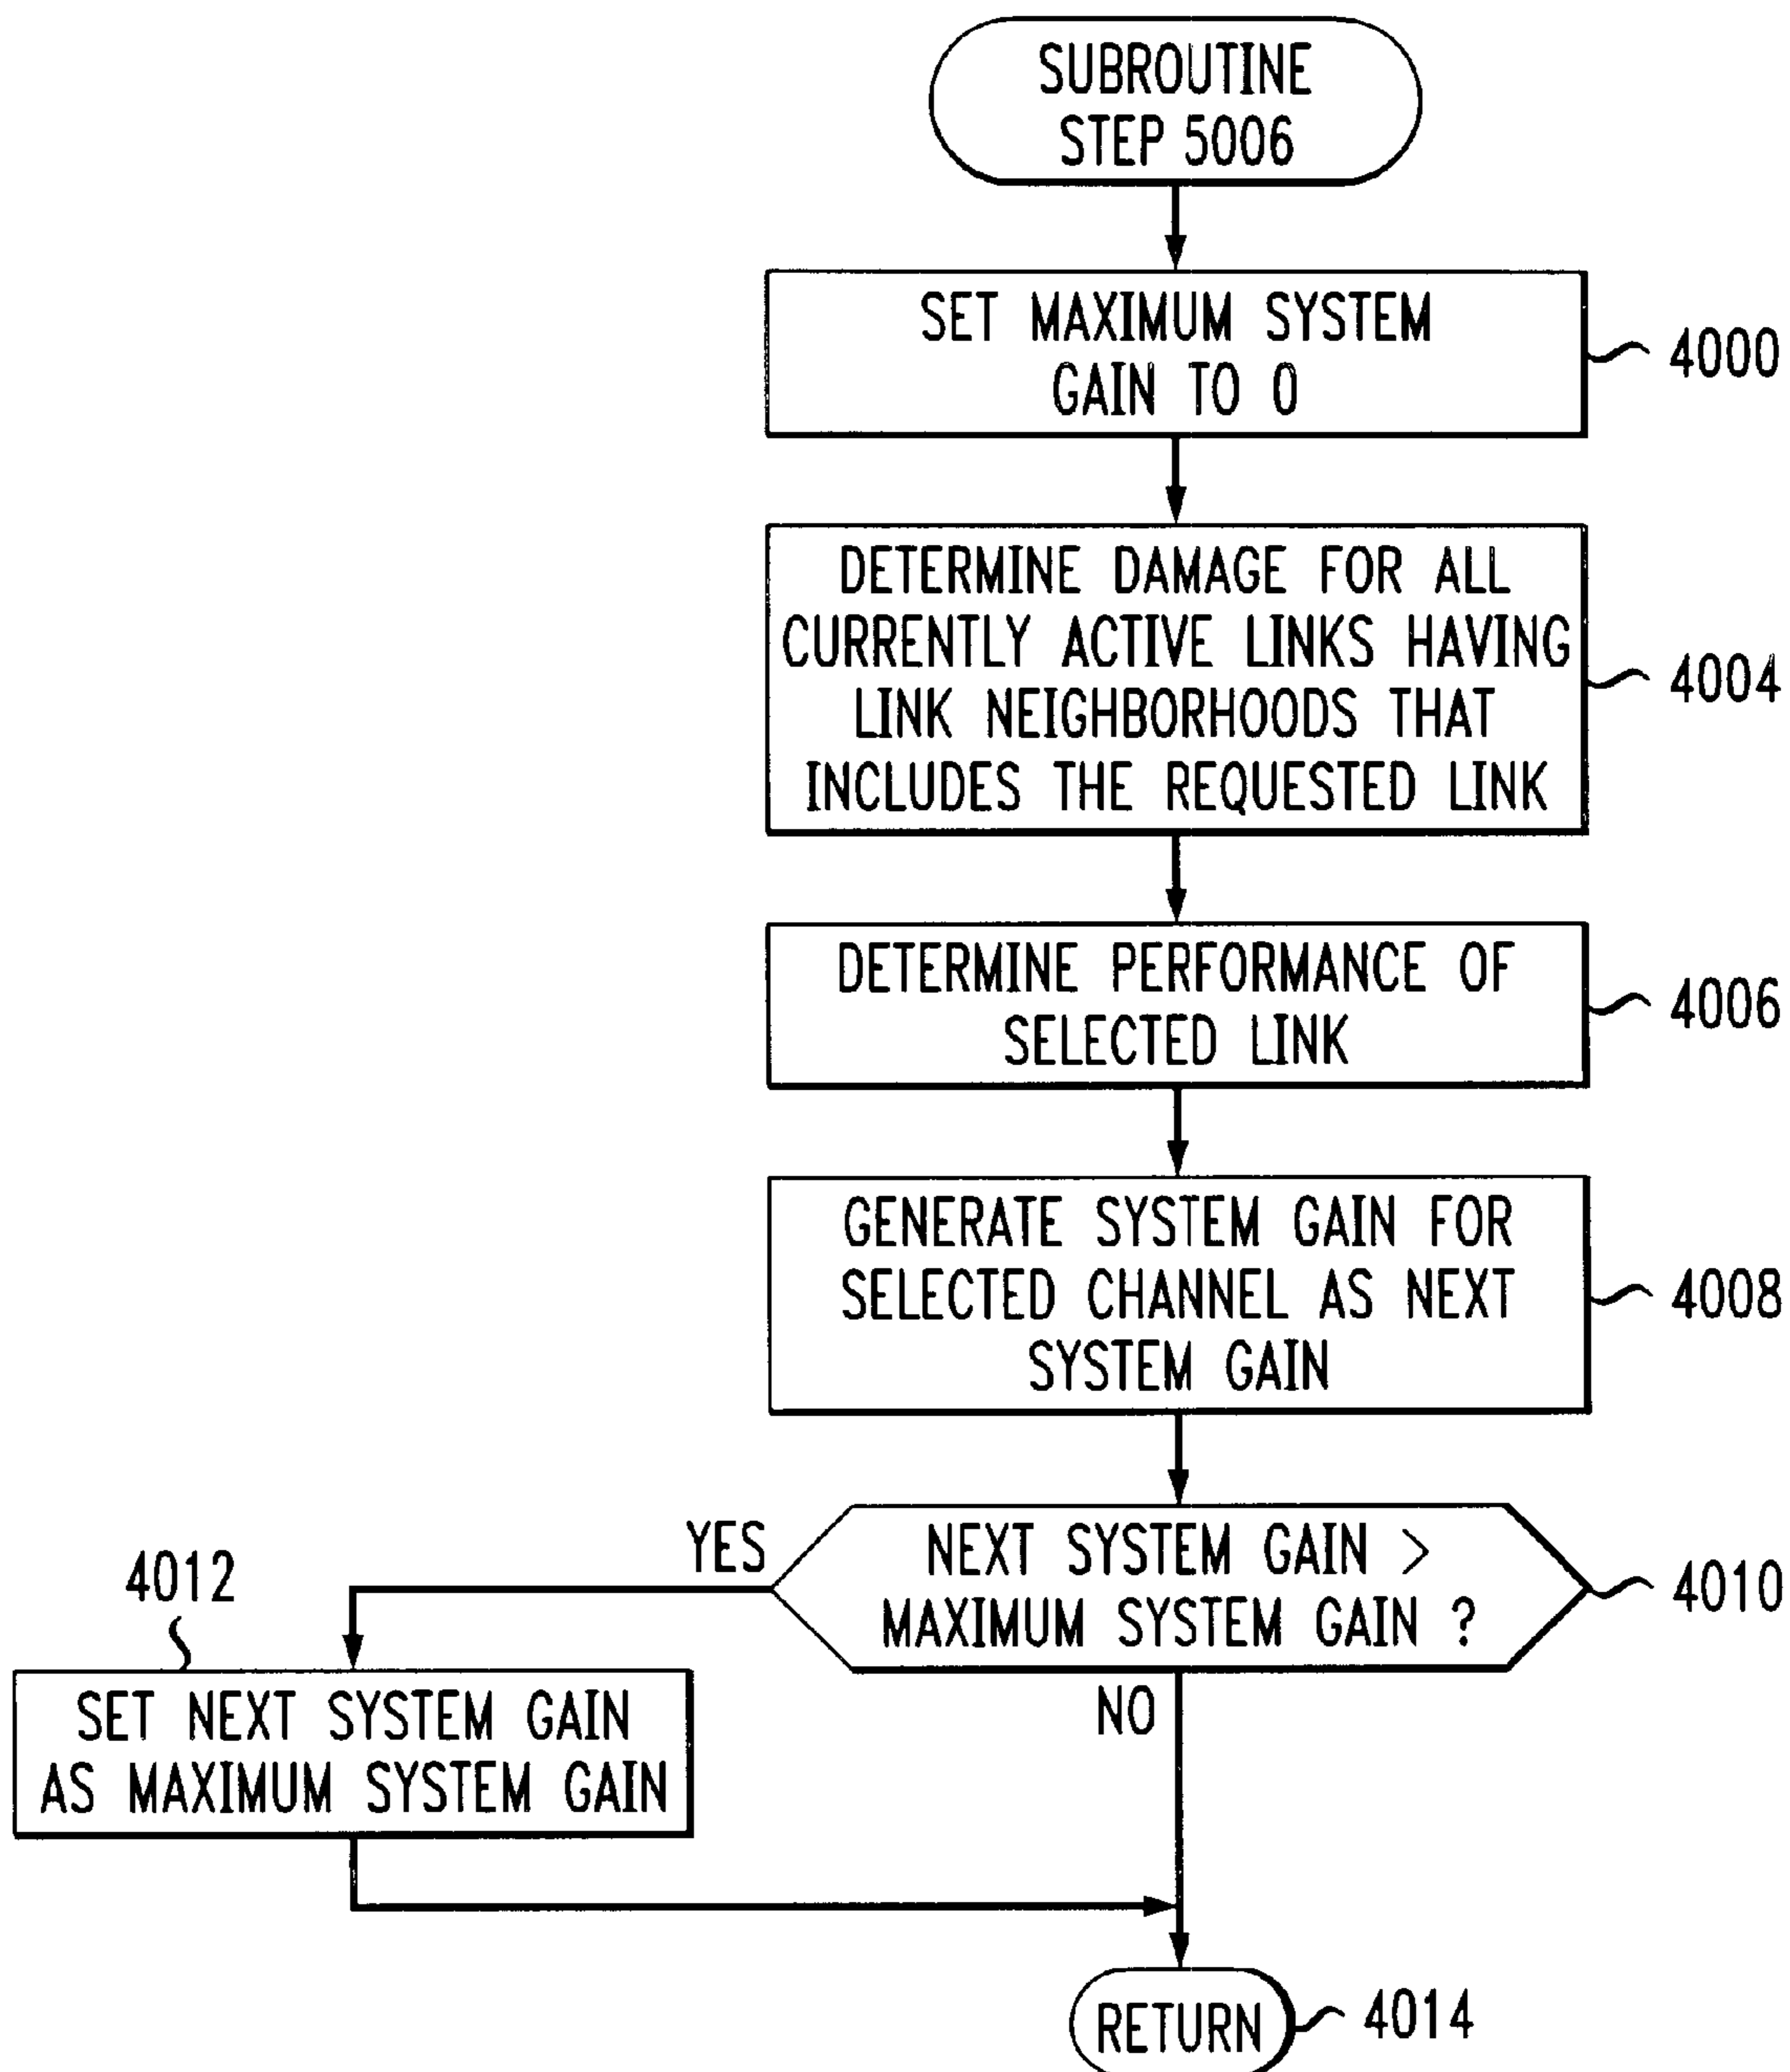 SUBROUTINE
STEP 5006
SET MAXIMUM SYSTEM
GAIN TO 0
4000
DETERMINE DAMAGE FOR ALL
CURRENTLY ACTIVE LINKS HAVING
LINK NEIGHBORHOODS THAT
INCLUDES THE REQUESTED LINK
4004
DETERMINE PERFORMANCE OF
SELECTED LINK
4006
GENERATE SYSTEM GAIN FOR
SELECTED CHANNEL AS NEXT
SYSTEM GAIN
4008
NEXT SYSTEM GAIN >
MAXIMUM SYSTEM GAIN ?
4010
YES
4012
SET NEXT SYSTEM GAIN
AS MAXIMUM SYSTEM GAIN
NO
RETURN
4014